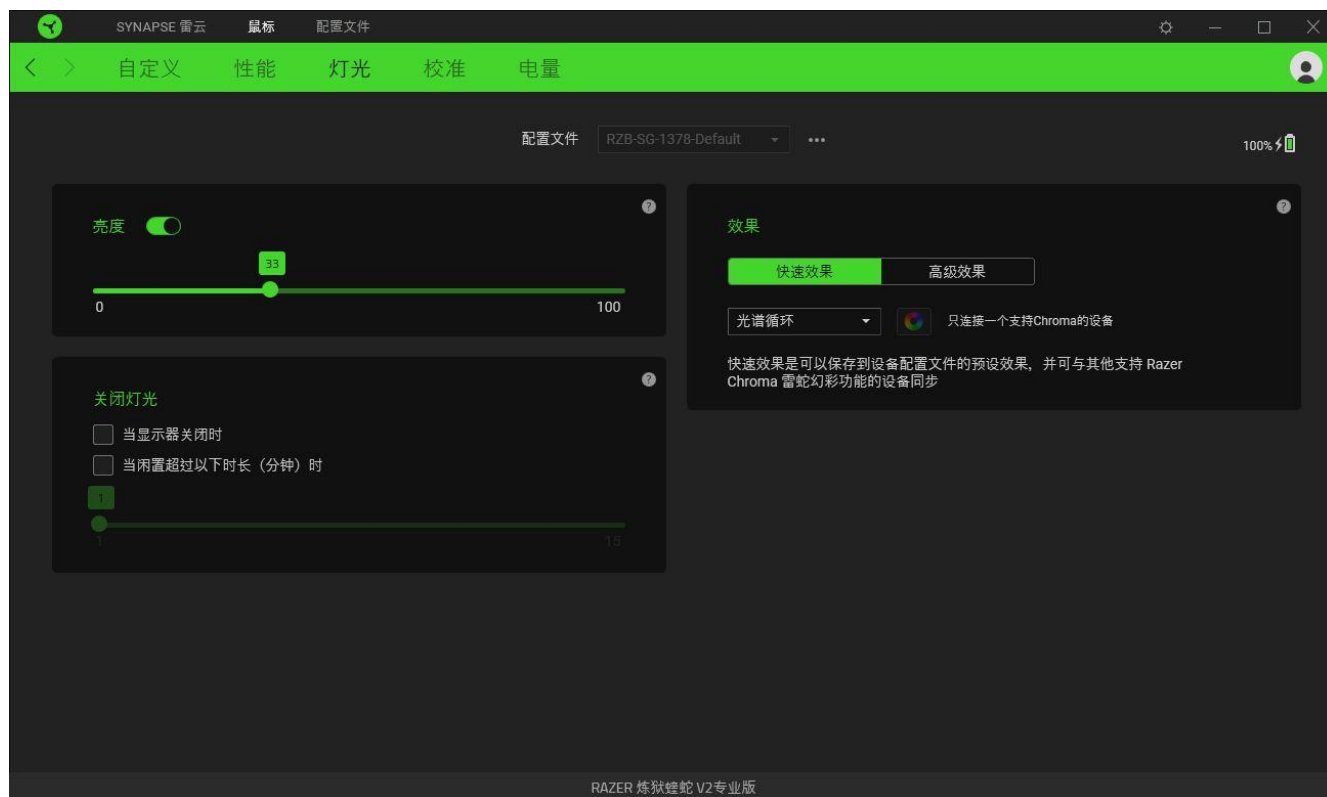 SYNAPSE 雷云 鼠标 配置文件
自定义 性能 灯光 校准 电量
配置文件 RZB-SG-1378-Default
100%
亮度
33
0 100
关闭灯光
当显示器关闭时
当闲置超过以下时长（分钟）时
1
1 15
效果
快速效果 高级效果
光谱循环 只连接一个支持Chroma的设备
快速效果是可以保存到设备配置文件的预设效果，并可与其他支持 Razer
Chroma 雷蛇幻彩功能的设备同步
RAZER 炼狱蝰蛇 V2专业版